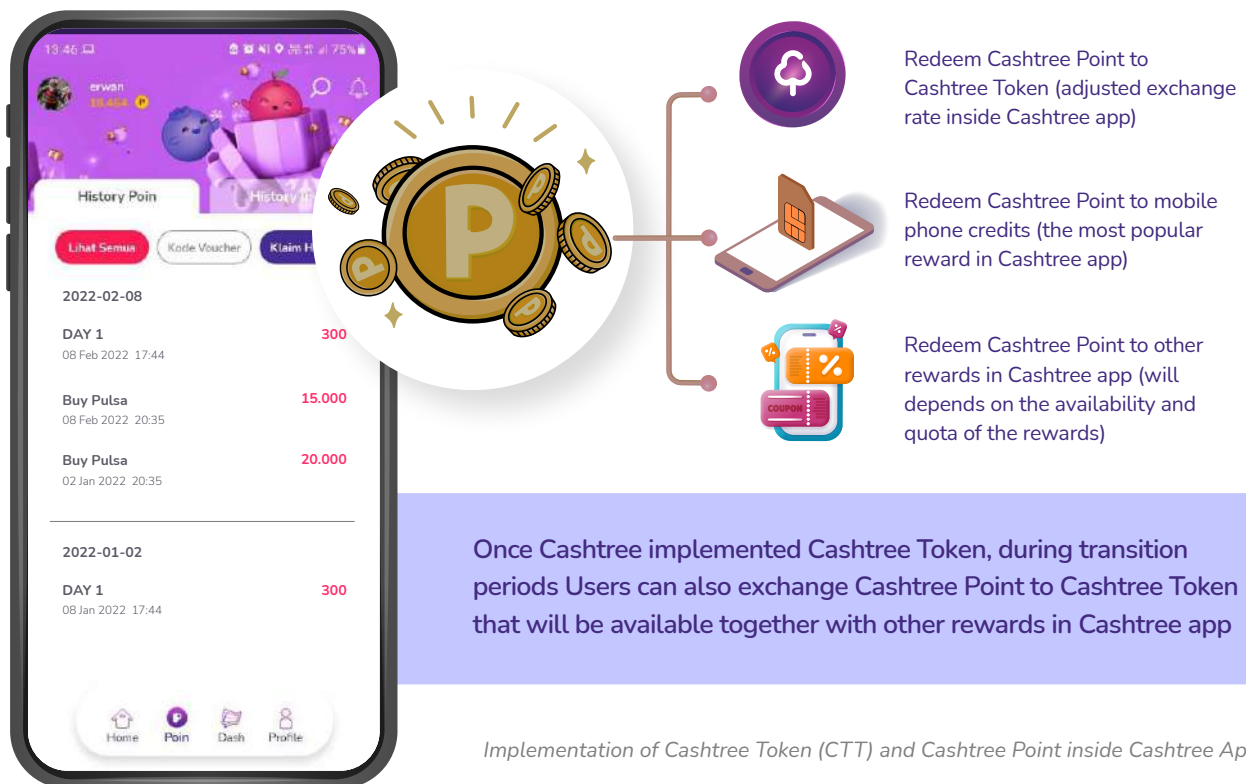 13:46
75%
erwan
History Poin
History
Lihat Semua
Kode Voucher
Klaim H
2022-02-08
DAY 1
300
08 Feb 2022 17:44
Buy Pulsa
15.000
08 Feb 2022 20:35
Buy Pulsa
20.000
02 Jan 2022 20:35
2022-01-02
DAY 1
300
08 Jan 2022 17:44
Home
Poin
Dash
Profile
P
P
P
P
Redeem Cashtree Point to
Cashtree Token (adjusted exchange
rate inside Cashtree app)
Redeem Cashtree Point to mobile
phone credits (the most popular
reward in Cashtree app)
COUPON
Redeem Cashtree Point to other
rewards in Cashtree app (will
depends on the availability and
quota of the rewards)
Once Cashtree implemented Cashtree Token, during transition
periods Users can also exchange Cashtree Point to Cashtree Token
that will be available together with other rewards in Cashtree app
Implementation of Cashtree Token (CTT) and Cashtree Point inside Cashtree Ap